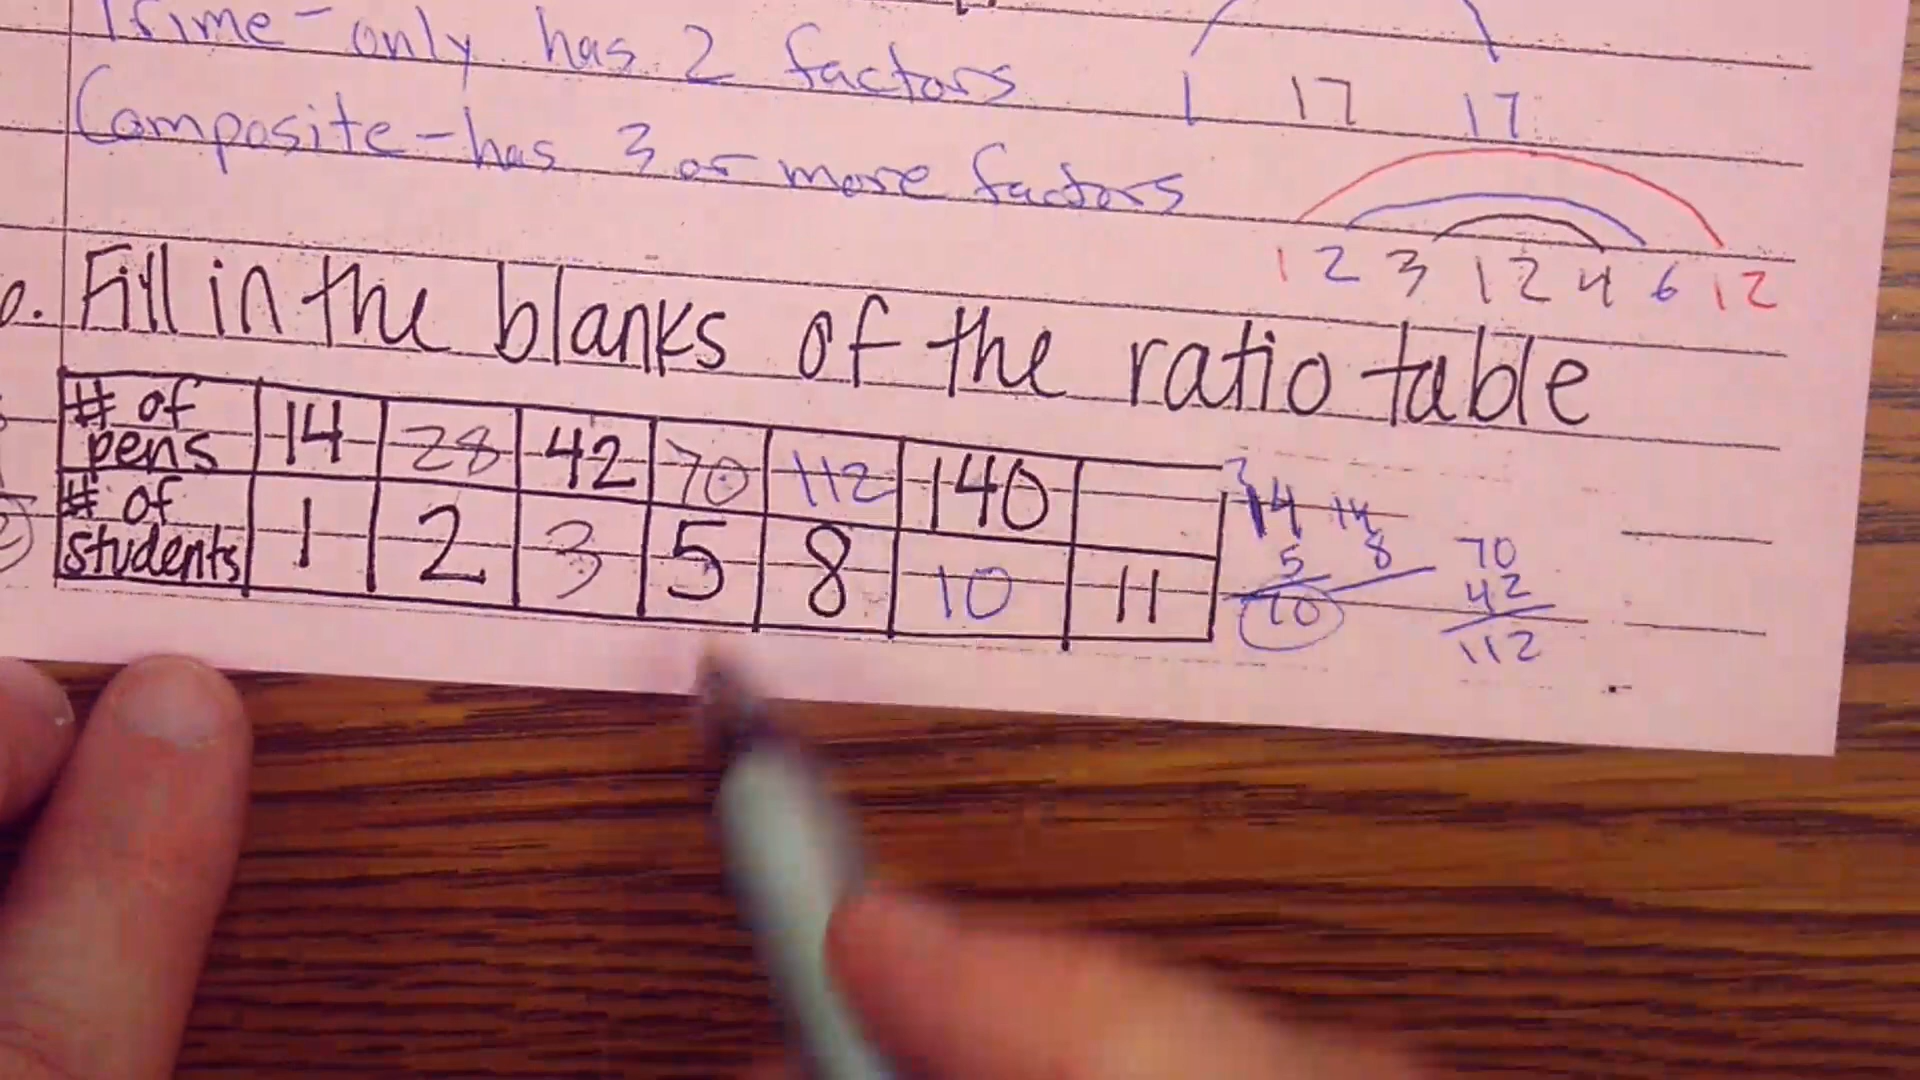 Prime - only has 2 factors
Composite - has 3 or more factors
1 17 17
1 2 3 12 4 6 12
Fill in the blanks of the ratio table
# of pens 14 28 42 70 112 140
# of students 1 2 3 5 8 10 11
14
5
70
14
8
70
42
112